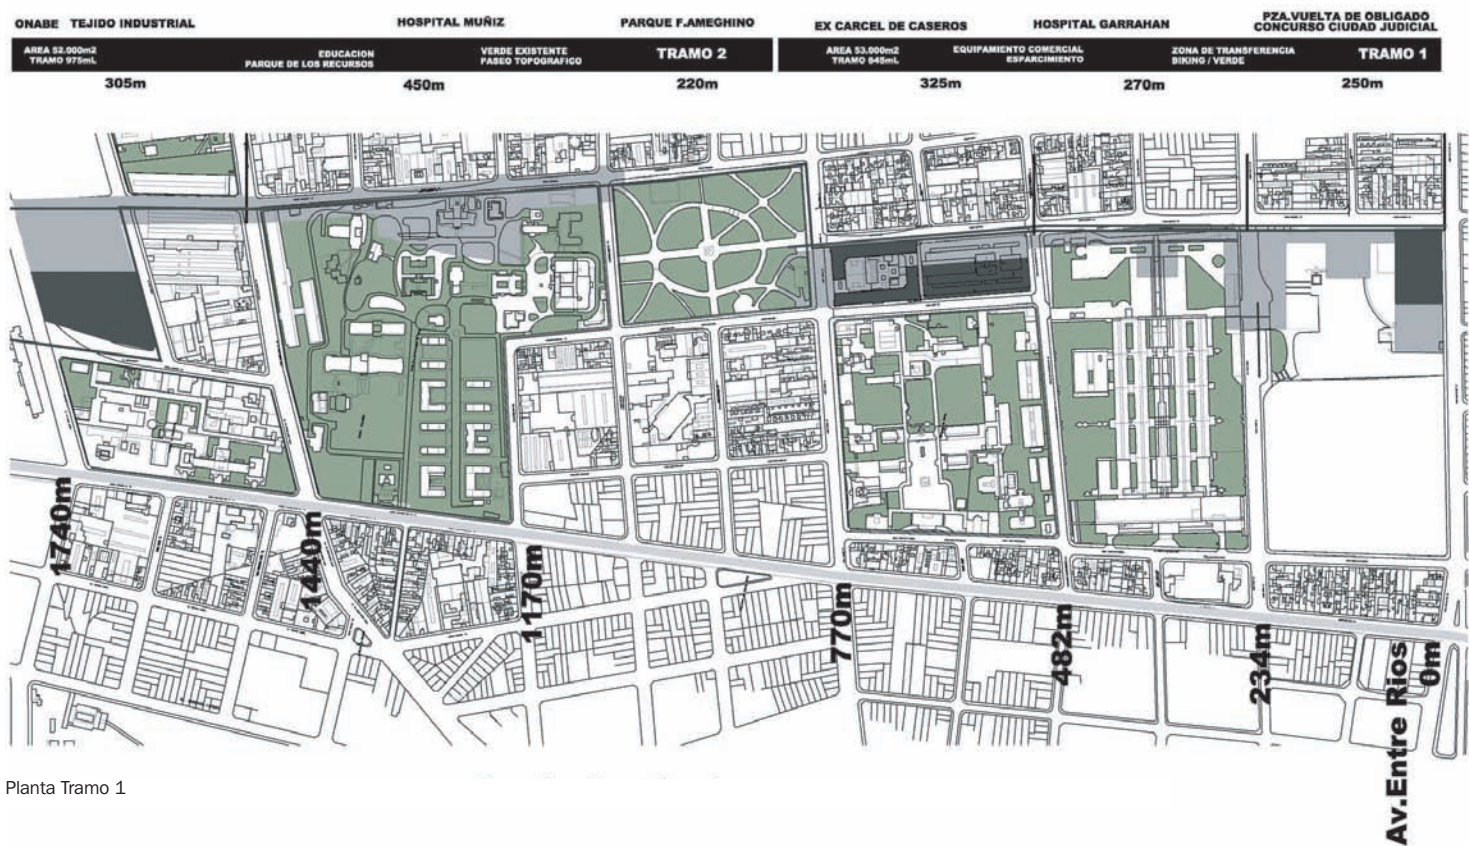 ONABE TEJIDO INDUSTRIAL
HOSPITAL MUÑIZ
PARQUE F.AMEGHINO
EX CARCEL DE CASEROS
HOSPITAL GARRAHAN
PZA.VUELTA DE OBLIGADO
CONCURSO CIUDAD JUDICIAL
AREA 52.000m2
TRAMO 975mL
EDUCACION
PARQUE DE LOS RECURSOS
VERDE EXISTENTE
PASEO TOPOGRAFICO
TRAMO 2
AREA 53.000m2
TRAMO 845mL
EQUIPAMIENTO COMERCIAL
ESPARCIMIENTO
ZONA DE TRANSFERENCIA
BIKING / VERDE
TRAMO 1
305m
450m
220m
325m
270m
250m
1740m
1440m
1170m
770m
482m
234m
0m
Av.Entre Rios
Planta Tramo 1